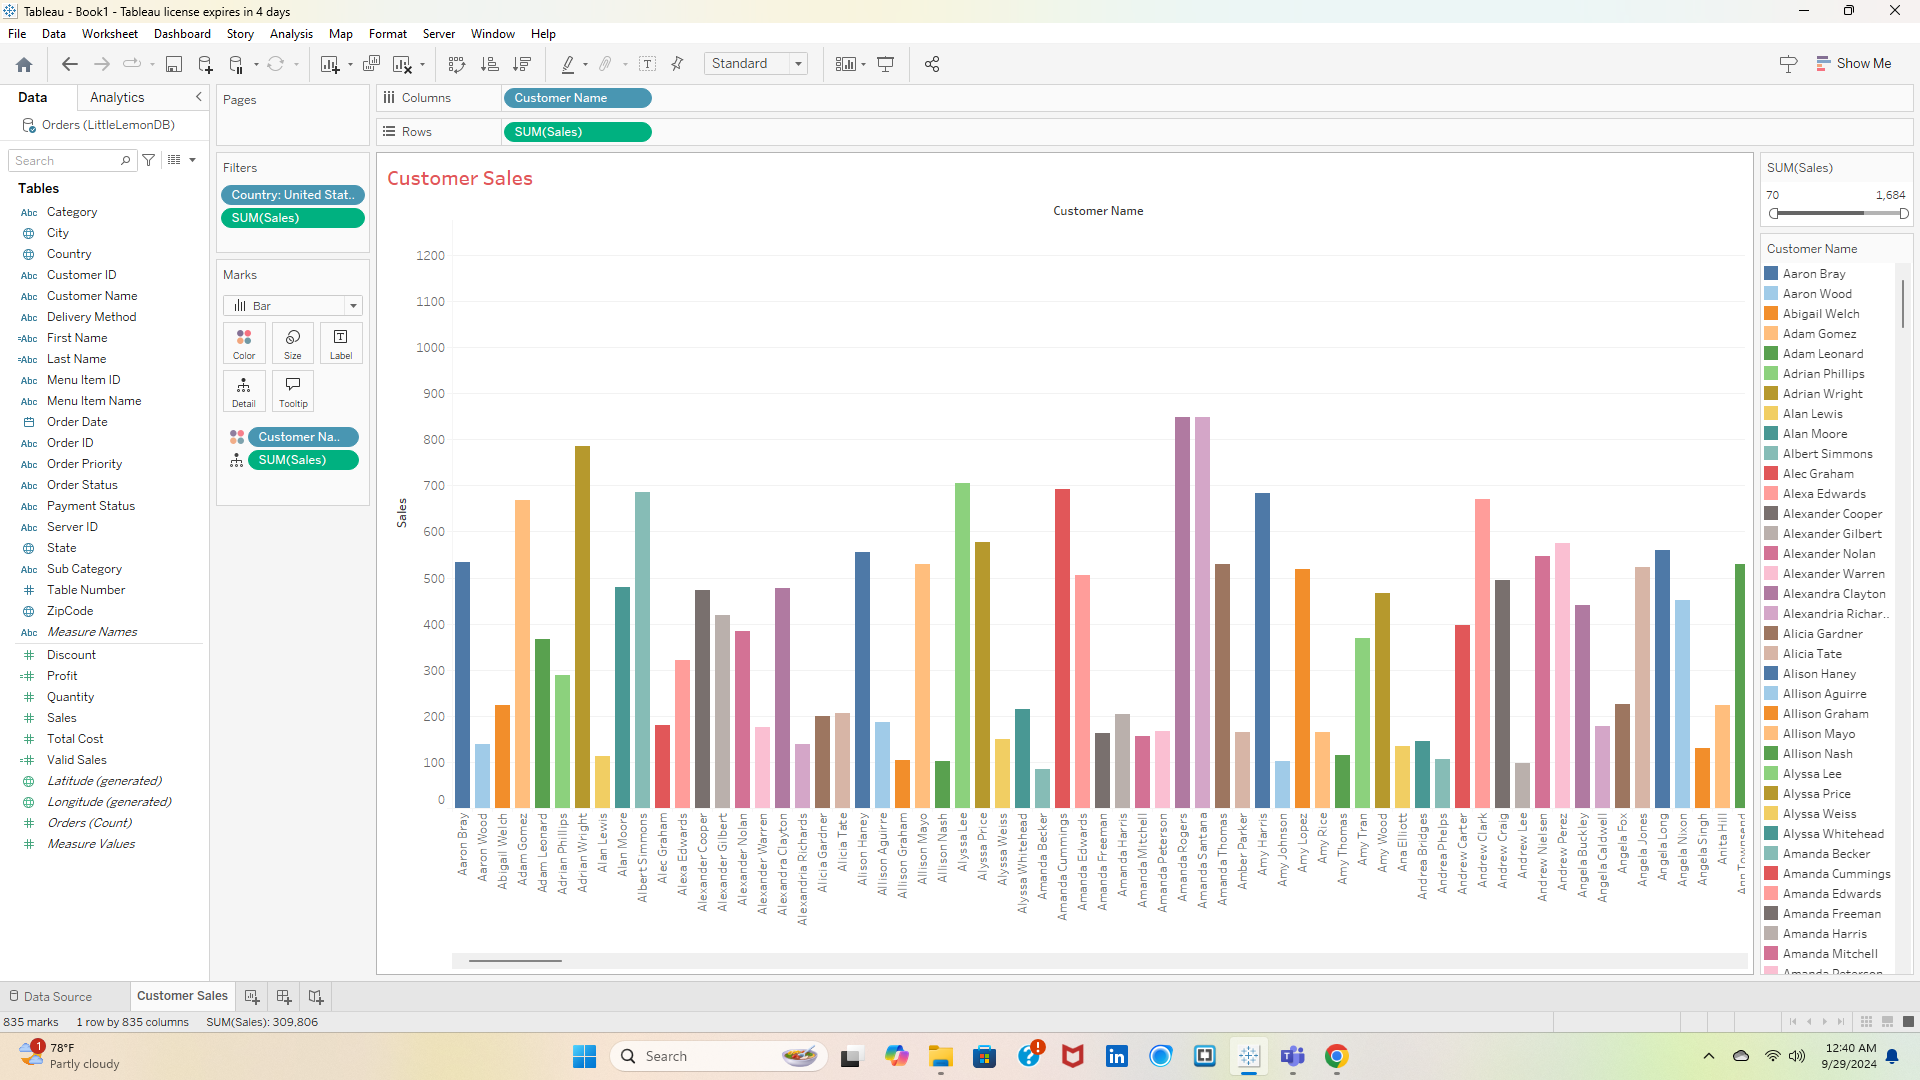 Tableau - Book1 - Tableau license expires in 4 days
File Data Worksheet Dashboard Story Analysis Map Format Server Window Help
Standard
Show Me
Data Analytics
Orders (LittleLemonDB)
Search
Tables
Abc Category
City
Country
Abc Customer ID
Abc Customer Name
Abc Delivery Method
=Abc First Name
=Abc Last Name
Abc Menu Item ID
Abc Menu Item Name
Order Date
Abc Order ID
Abc Order Priority
Abc Order Status
Abc Payment Status
Abc Server ID
State
Abc Sub Category
Table Number
ZipCode
Abc Measure Names
Discount
Profit
Quantity
Sales
Total Cost
Valid Sales
Latitude (generated)
Longitude (generated)
Orders (Count)
Measure Values
Pages
Filters
Country: United Stat..
SUM(Sales)
Marks
Bar
Color Size Label
Detail Tooltip
Customer Na..
SUM(Sales)
Columns Customer Name
Rows SUM(Sales)
Customer Sales
Customer Name
Sales
1200
1100
1000
900
800
700
600
500
400
300
200
100
0
Aaron Bray
Aaron Wood
Abigail Welch
Adam Gomez
Adam Leonard
Adrian Phillips
Adrian Wright
Alan Lewis
Alan Moore
Albert Simmons
Alec Graham
Alexa Edwards
Alexander Cooper
Alexander Gilbert
Alexander Nolan
Alexander Warren
Alexandra Clayton
Alexandria Richards
Alicia Gardner
Alicia Tate
Alison Haney
Allison Aguirre
Allison Graham
Allison Mayo
Allison Nash
Alyssa Lee
Alyssa Price
Alyssa Weiss
Alyssa Whitehead
Amanda Becker
Amanda Cummings
Amanda Edwards
Amanda Freeman
Amanda Harris
Amanda Mitchell
Amanda Peterson
Amanda Rogers
Amanda Santana
Amanda Thomas
Amber Parker
Amy Harris
Amy Johnson
Amy Lopez
Amy Rice
Amy Thomas
Amy Tran
Amy Wood
Ana Elliott
Andrea Bridges
Andrea Phelps
Andrew Carter
Andrew Clark
Andrew Craig
Andrew Lee
Andrew Nielsen
Andrew Perez
Angela Buckley
Angela Caldwell
Angela Fox
Angela Jones
Angela Long
Angela Nixon
Angela Singh
Anita Hill
Ann Townsend
SUM(Sales)
70 1,684
Customer Name
Aaron Bray
Aaron Wood
Abigail Welch
Adam Gomez
Adam Leonard
Adrian Phillips
Adrian Wright
Alan Lewis
Alan Moore
Albert Simmons
Alec Graham
Alexa Edwards
Alexander Cooper
Alexander Gilbert
Alexander Nolan
Alexander Warren
Alexandra Clayton
Alexandria Richar..
Alicia Gardner
Alicia Tate
Alison Haney
Allison Aguirre
Allison Graham
Allison Mayo
Allison Nash
Alyssa Lee
Alyssa Price
Alyssa Weiss
Alyssa Whitehead
Amanda Becker
Amanda Cummings
Amanda Edwards
Amanda Freeman
Amanda Harris
Amanda Mitchell
Amanda Peterson
Data Source Customer Sales
835 marks 1 row by 835 columns SUM(Sales): 309,806
1
78°F
Partly cloudy
Search
12:40 AM
9/29/2024